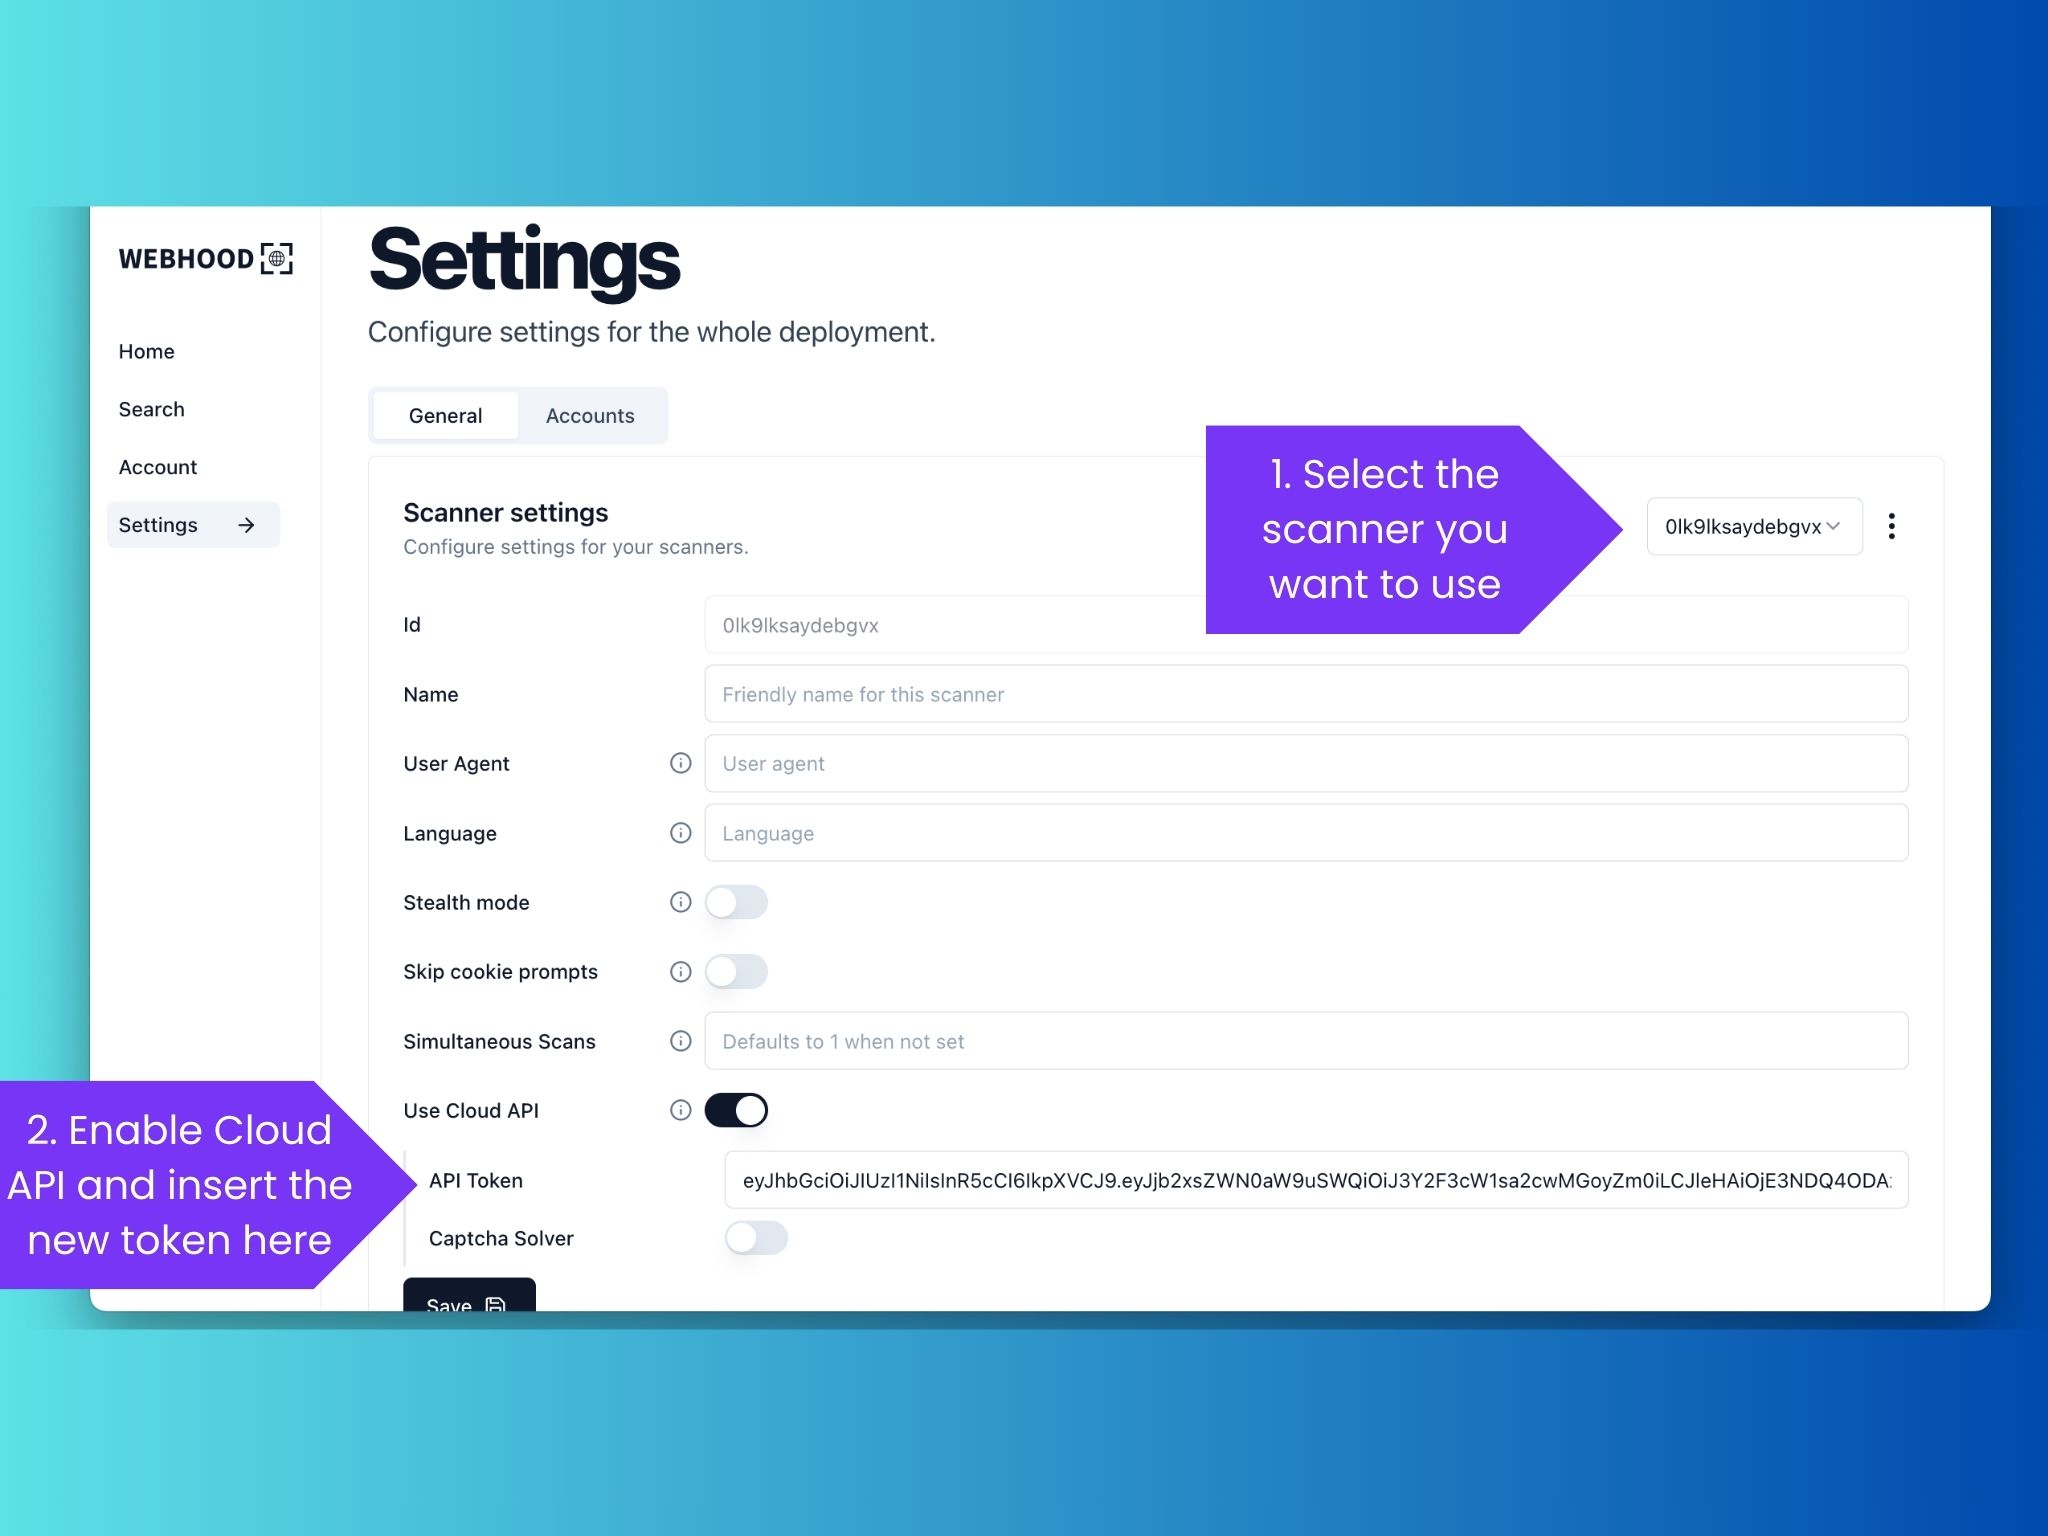 WEBHOOD
Home
Search
Account
Settings
Settings
Configure settings for the whole deployment.
General
Accounts
1. Select the
scanner you
want to use
Scanner settings
Configure settings for your scanners.
0lk9lksaydebgvx
Id
0lk9lksaydebgvx
Name
Friendly name for this scanner
User Agent
User agent
Language
Language
Stealth mode
Skip cookie prompts
Simultaneous Scans
Defaults to 1 when not set
Use Cloud API
2. Enable Cloud
API and insert the
new token here
API Token
eyJhbGciOiJIUzI1NiIsInR5cCI6IkpXVCJ9.eyJjb2xsZWN0aW9uSWQiOiJ3Y2F3cW1sa2cwMGoyZm0iLCJleHAiOjE3NDQ4ODA
Captcha Solver
Save